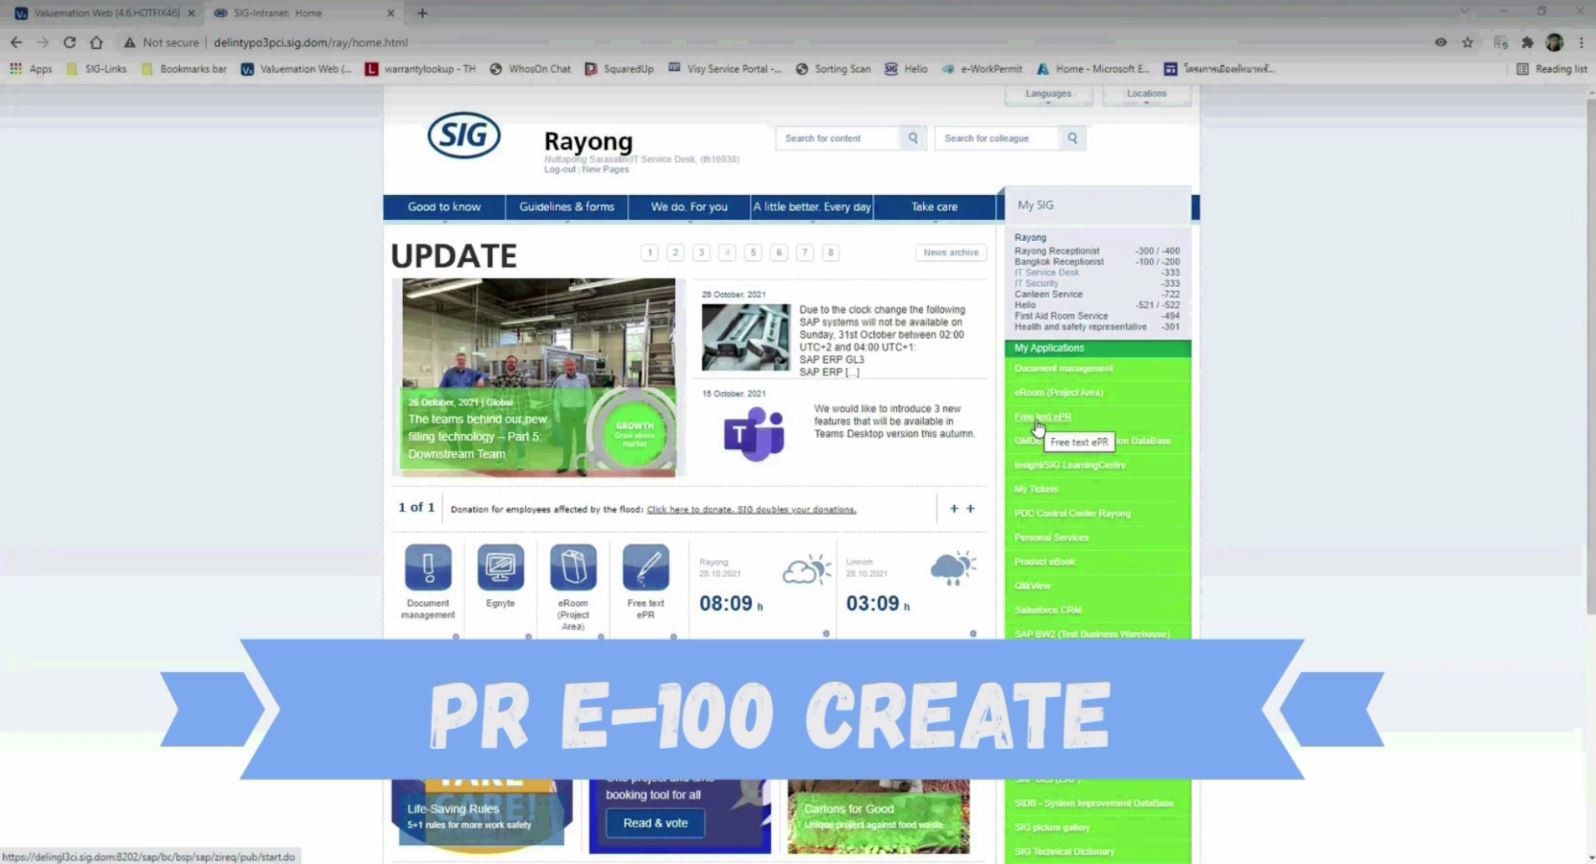 Valuemation Web (4.6.HOTFIX46)
SIG-Intranet: Home
Not secure | delintypo3pci.sig.dom/ray/home.html
Apps
SIG-Links
Bookmarks bar
Valuemation Web (...
warrantylookup - TH
WhosOn Chat
SquaredUp
Visy Service Portal -...
Sorting Scan
Helio
e-WorkPermit
Home - Microsoft E...
Reading list
Languages
Locations
SIG
Rayong
Search for content
Search for colleague
Nuttapong Sarasalin(IT Service Desk, (th10838)
Log-out : New Pages
Good to know
Guidelines & forms
We do. For you
A little better. Every day
Take care
My SIG
UPDATE
1 2 3 4 5 6 7 8
News archive
Rayong
Rayong Receptionist -300 / -400
Bangkok Receptionist -100 / -200
IT Service Desk -333
IT Security -333
Canteen Service -722
Helio -521 / -522
First Aid Room Service -494
Health and safety representative -301
26 October, 2021 | Global
The teams behind our new
filling technology – Part 5:
Downstream Team
GROWTH
Grow above
market
28 October, 2021
Due to the clock change the following
SAP systems will not be available on
Sunday, 31st October between 02:00
UTC+2 and 04:00 UTC+1:
SAP ERP GL3
SAP ERP [...]
15 October, 2021
We would like to introduce 3 new
features that will be available in
Teams Desktop version this autumn.
My Applications
Document management
eRoom (Project Area)
Free text ePR
Free text ePR
ion DataBase
Insight/SIG LearningCentre
My Tickets
PDC Control Center Rayong
Personal Services
Product eBook
QlikView
Salesforce CRM
SAP BW2 (Test Business Warehouse)
1 of 1
Donation for employees affected by the flood: Click here to donate. SIG doubles your donations.
+ +
Document
management
Egnyte
eRoom
(Project
Area)
Free text
ePR
Rayong
28.10.2021
08:09 h
Linnich
28.10.2021
03:09 h
PR E-100 CREATE
Life-Saving Rules
5+1 rules for more work safety
booking tool for all
Read & vote
Cartons for Good
Unique project against food waste
SIDB - System Improvement DataBase
SIG picture gallery
SIG Technical Dictionary
https://delingl3ci.sig.dom:8202/sap/bc/bsp/sap/zireq/pub/start.do